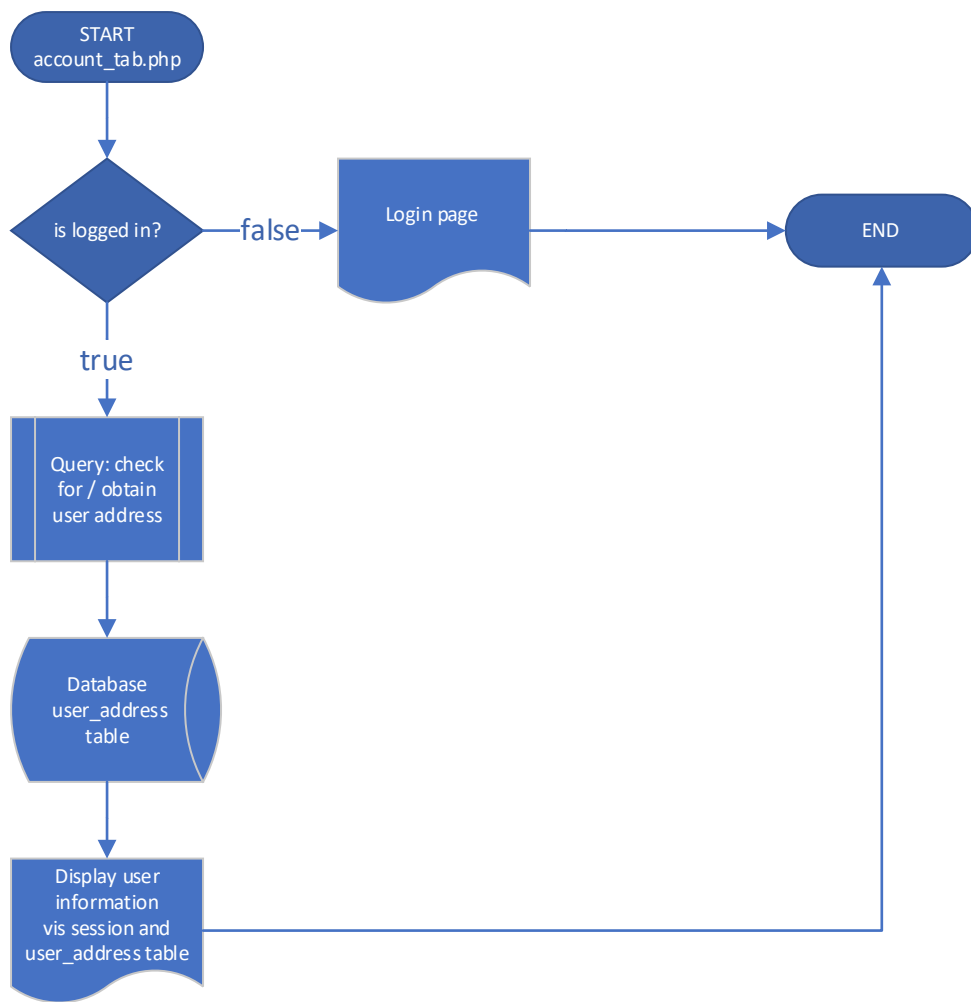 START
account_tab.php
is logged in?
false
Login page
END
true
Query: check
for / obtain
user address
Database
user_address
table
Display user
information
vis session and
user_address table